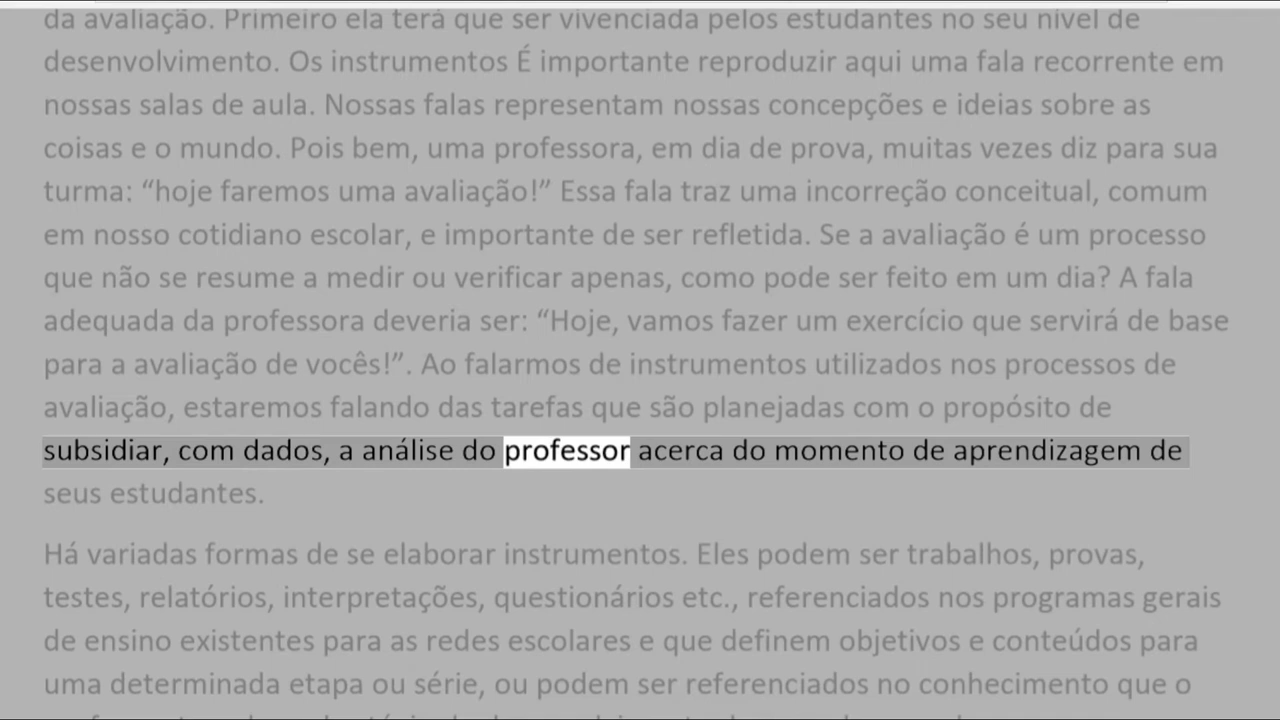 da avaliação. Primeiro ela terá que ser vivenciada pelos estudantes no seu nível de
desenvolvimento. Os instrumentos É importante reproduzir aqui uma fala recorrente em
nossas salas de aula. Nossas falas representam nossas concepções e ideias sobre as
coisas e o mundo. Pois bem, uma professora, em dia de prova, muitas vezes diz para sua
turma: “hoje faremos uma avaliação!” Essa fala traz uma incorreção conceitual, comum
em nosso cotidiano escolar, e importante de ser refletida. Se a avaliação é um processo
que não se resume a medir ou verificar apenas, como pode ser feito em um dia? A fala
adequada da professora deveria ser: “Hoje, vamos fazer um exercício que servirá de base
para a avaliação de vocês!”. Ao falarmos de instrumentos utilizados nos processos de
avaliação, estaremos falando das tarefas que são planejadas com o propósito de
subsidiar, com dados, a análise do professor acerca do momento de aprendizagem de
seus estudantes.
Há variadas formas de se elaborar instrumentos. Eles podem ser trabalhos, provas,
testes, relatórios, interpretações, questionários etc., referenciados nos programas gerais
de ensino existentes para as redes escolares e que definem objetivos e conteúdos para
uma determinada etapa ou série, ou podem ser referenciados no conhecimento que o